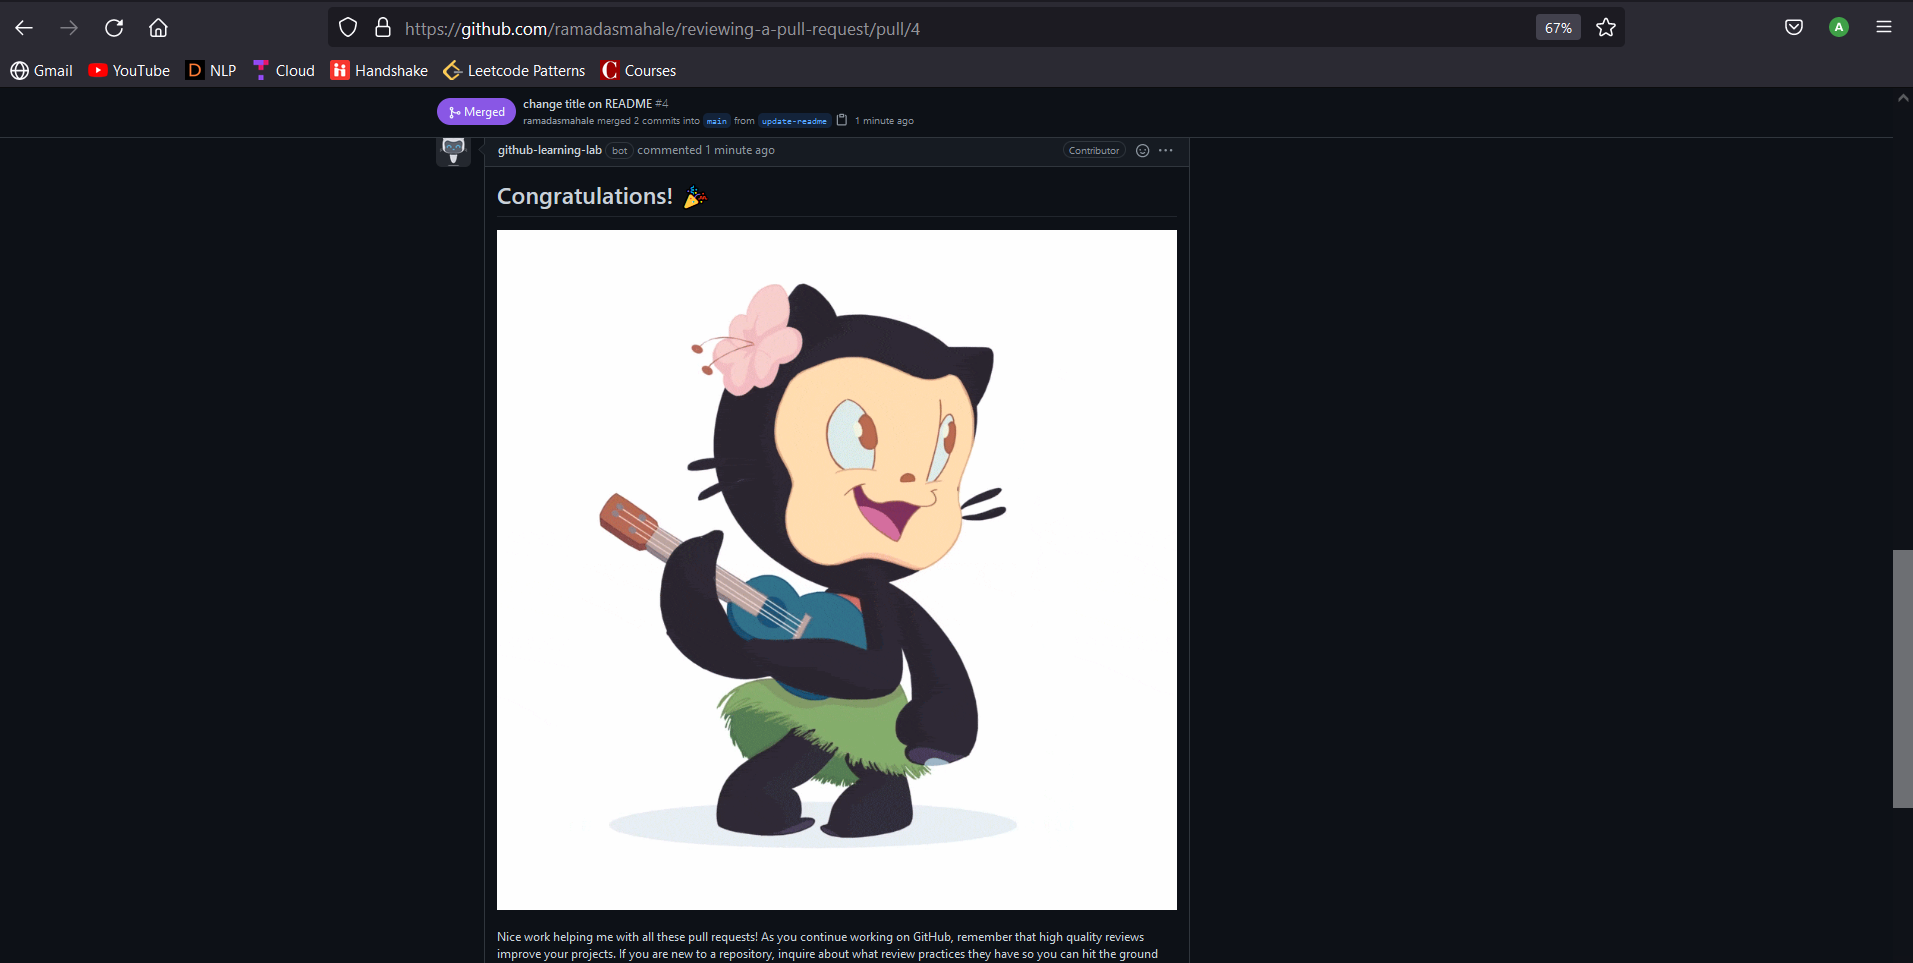 https://github.com/ramadasmahale/reviewing-a-pull-request/pull/4
67%
A
Gmail YouTube D NLP Cloud Handshake Leetcode Patterns C Courses
Merged
change title on README #4
ramadasmahale merged 2 commits into main from update-readme 1 minute ago
github-learning-lab bot commented 1 minute ago
Contributor
Congratulations!
Nice work helping me with all these pull requests! As you continue working on GitHub, remember that high quality reviews
improve your projects. If you are new to a repository, inquire about what review practices they have so you can hit the ground